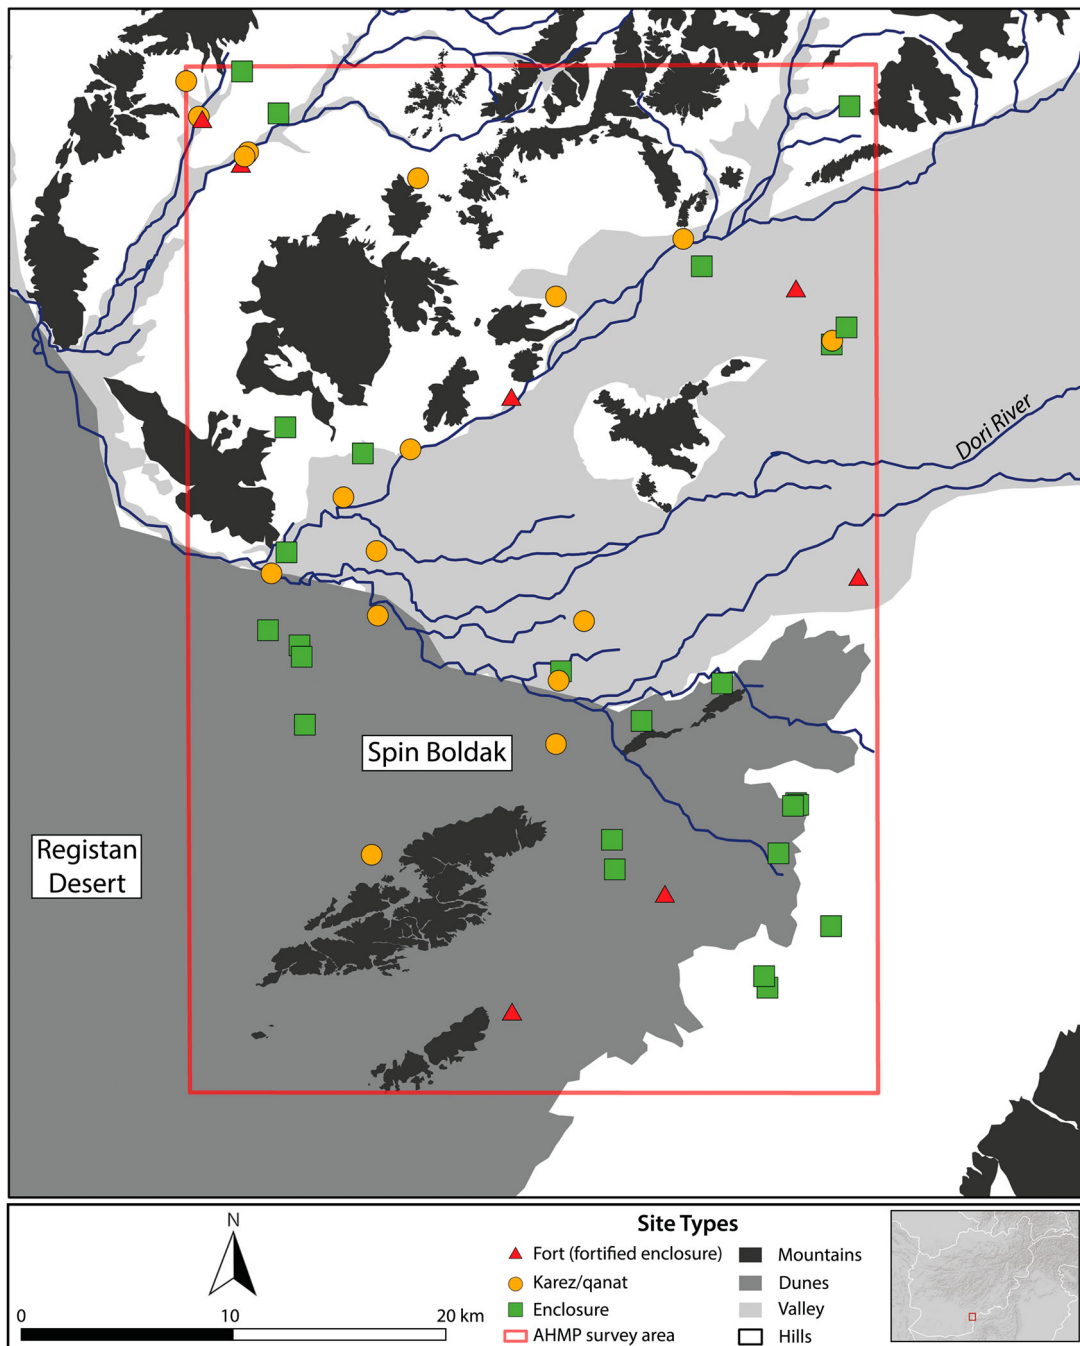 Dori River
Spin Boldak
Registan
Desert
N
0 10 20 km
Site Types
Fort (fortified enclosure)
Karez/qanat
Enclosure
AHMP survey area
Mountains
Dunes
Valley
Hills